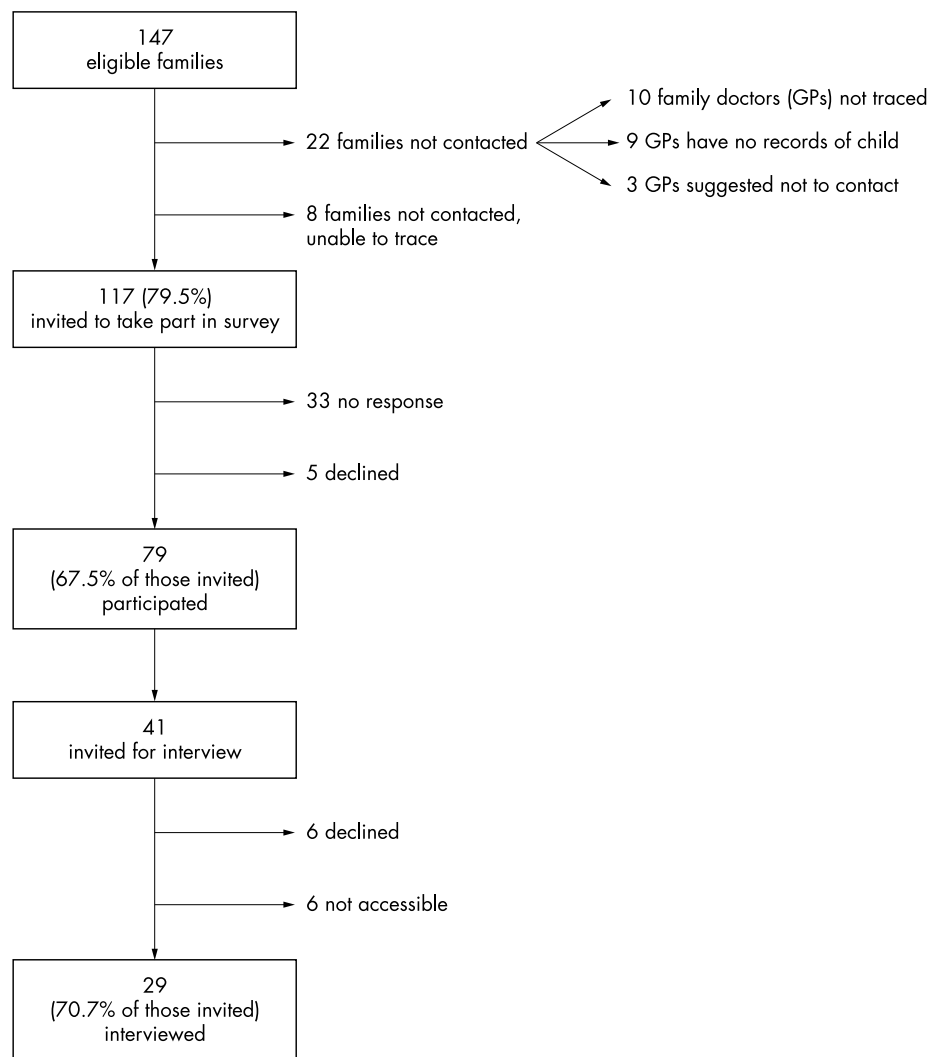 147
eligible families
10 family doctors (GPs) not traced
22 families not contacted
9 GPs have no records of child
3 GPs suggested not to contact
8 families not contacted,
unable to trace
117 (79.5%)
invited to take part in survey
33 no response
5 declined
79
(67.5% of those invited)
participated
41
invited for interview
6 declined
6 not accessible
29
(70.7% of those invited)
interviewed